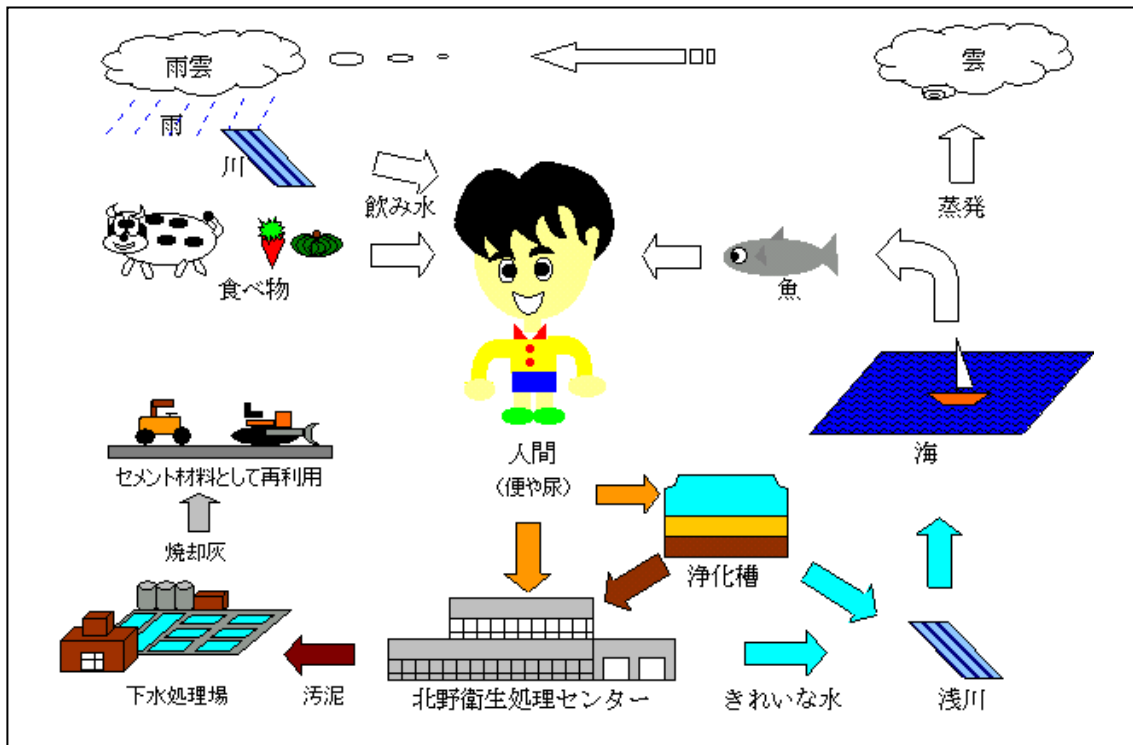 雨雲
雲
雨
川
飲み水
蒸発
食べ物
魚
人間
(便や尿)
海
セメント材料として再利用
焼却灰
浄化槽
下水処理場
汚泥
北野衛生処理センター
きれいな水
浅川